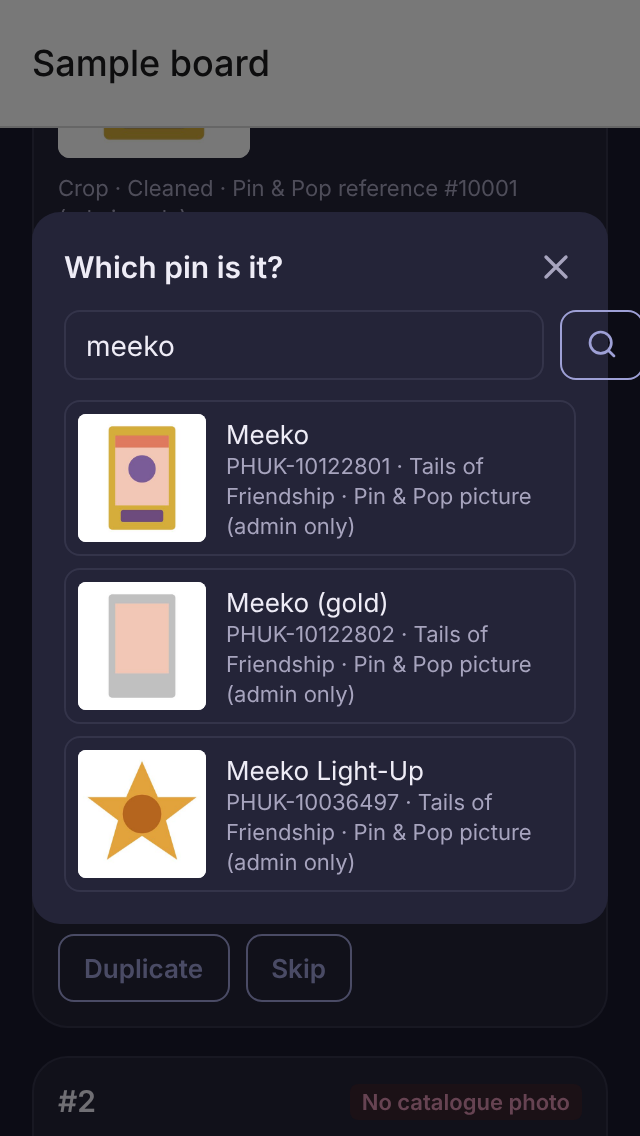 Sample board
Crop · Cleaned · Pin & Pop reference #10001
Which pin is it?
meeko
Meeko
PHUK-10122801 · Tails of
Friendship · Pin & Pop picture
(admin only)
Meeko (gold)
PHUK-10122802 · Tails of
Friendship · Pin & Pop picture
(admin only)
Meeko Light-Up
PHUK-10036497 · Tails of
Friendship · Pin & Pop picture
(admin only)
Duplicate
Skip
#2
No catalogue photo